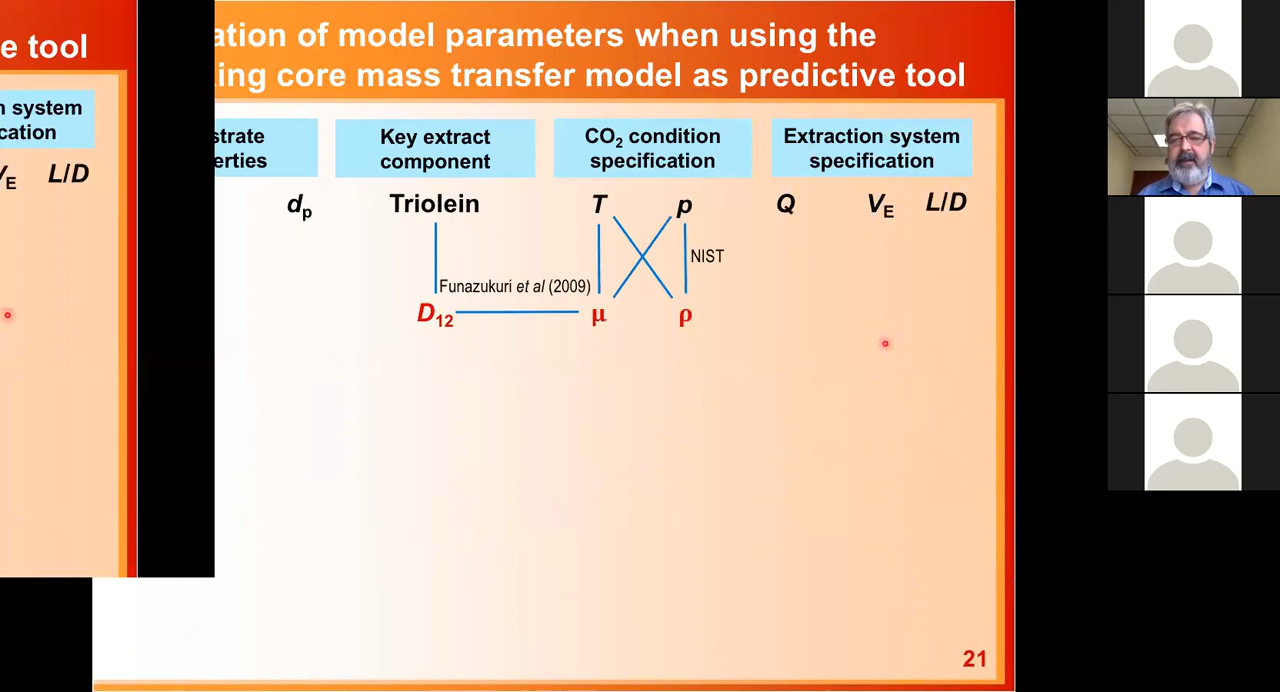 e tool
n system
cation
VE L/D
ation of model parameters when using the
ing core mass transfer model as predictive tool
strate
erties
Key extract
component
CO₂ condition
specification
Extraction system
specification
dp Triolein T p Q VE L/D
NIST
Funazukuri et al (2009)
D₁₂ μ ρ
21